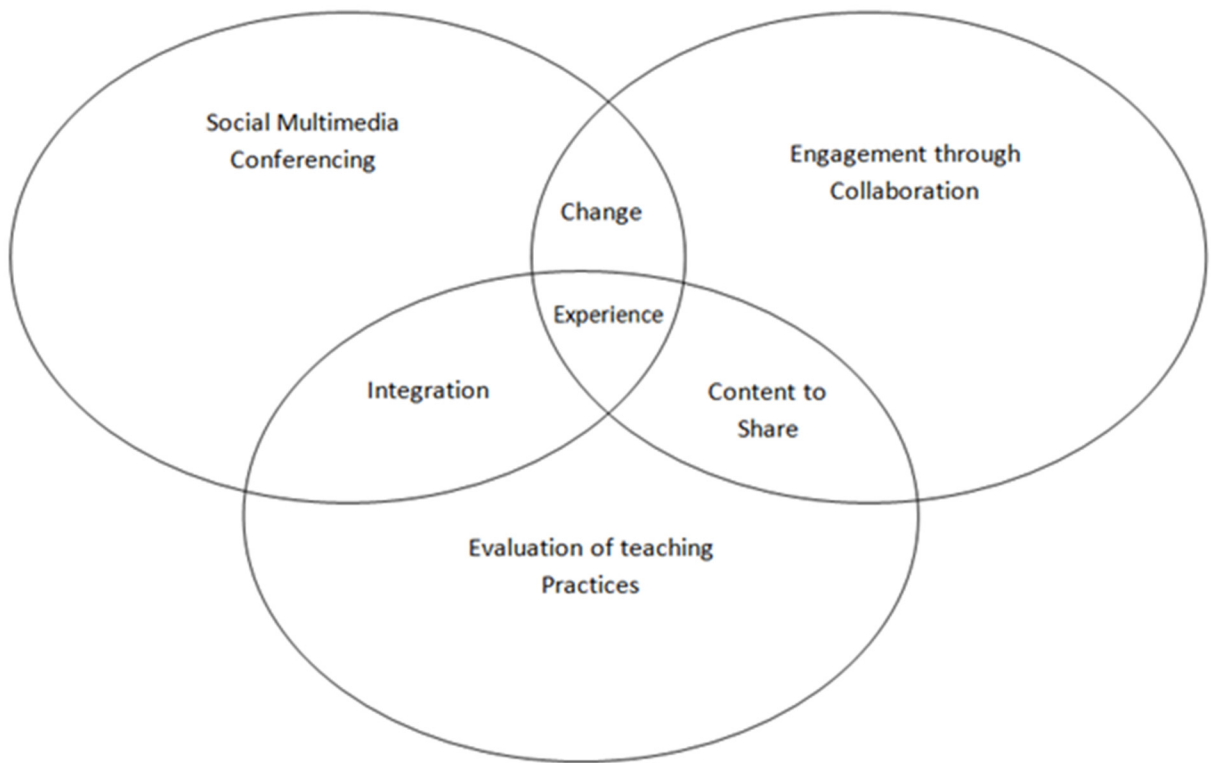 Social Multimedia
Conferencing
Engagement through
Collaboration
Change
Experience
Integration
Content to
Share
Evaluation of teaching
Practices